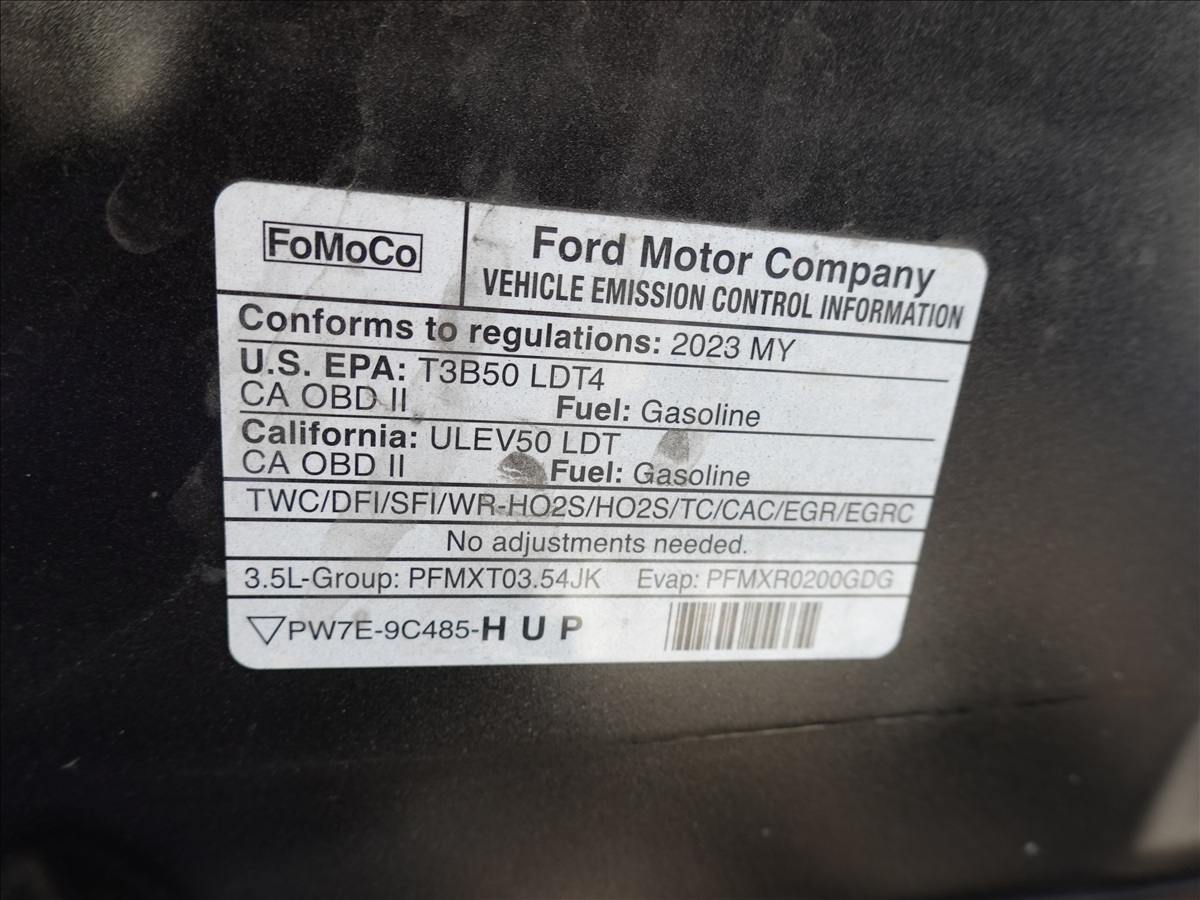 FoMoCo
Ford Motor Company
VEHICLE EMISSION CONTROL INFORMATION
Conforms to regulations: 2023 MY
U.S. EPA: T3B50 LDT4
CA OBD II Fuel: Gasoline
California: ULEV50 LDT
CA OBD II Fuel: Gasoline
TWC/DFI/SFI/WR-HO2S/HO2S/TC/CAC/EGR/EGRC
No adjustments needed.
3.5L-Group: PFMXT03.54JK Evap: PFMXR0200GDG
PW7E-9C485-H U P